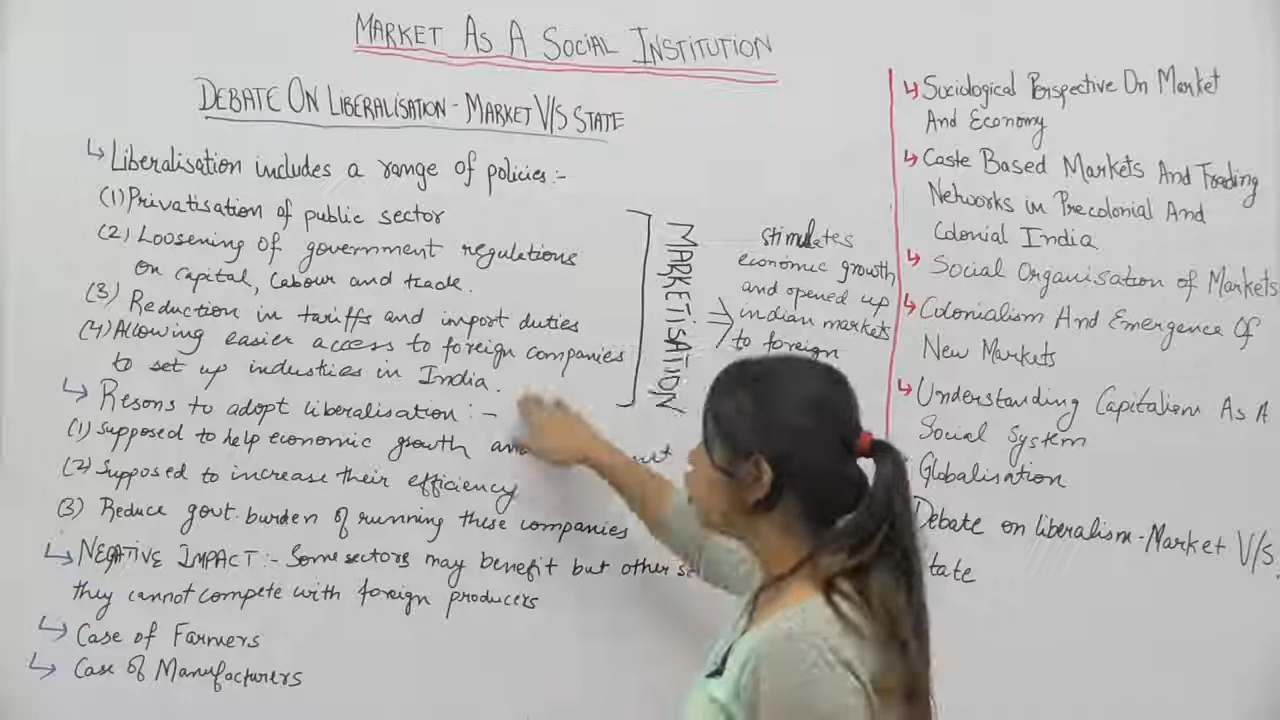 MARKET AS A SOCIAL INSTITUTION
DEBATE ON LIBERALISATION - MARKET V/S STATE
↳ Liberalisation includes a range of policies:-
(1) Privatisation of public sector
(2) Loosening of government regulations
on capital, labour and trade.
(3) Reduction in tariffs and import duties
(4) Allowing easier access to foreign companies
to set up industries in India.
↳ Resons to adopt liberalisation:-
(1) Supposed to help economic growth
(2) Supposed to increase their efficiency
(3) Reduce govt. burden of running these companies
↳ NEGATIVE IMPACT:- Some sectors may benefit but other
they cannot compete with foreign producers
↳ Case of Farmers
↳ Case of Manufacturers
MARKETISATION
stimulates
economic growth
and opened up
⇒ indian markets
to foreign
↳ Sociological Perspective On Market
And Economy
↳ Caste Based Markets And Trading
Networks in Precolonial And
Colonial India
↳ Social Organisation of Markets
↳ Colonialism And Emergence Of
New Markets
↳ Understanding Capitalism As A
Social System
Globalisation
Debate on liberalism - Market V/S.